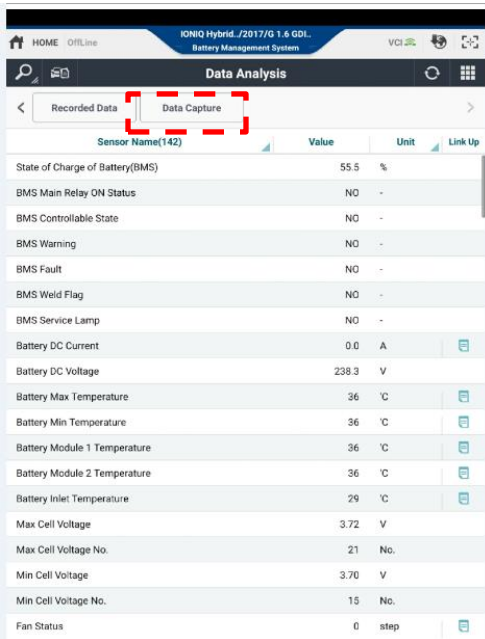 IONIQ Hybrid../2017/G 1.6 GDI..
HOME OffLine Battery Management System VCI
Data Analysis
Recorded Data Data Capture
Sensor Name(142) Value Unit Link Up
State of Charge of Battery(BMS) 55.5 %
BMS Main Relay ON Status NO -
BMS Controllable State NO -
BMS Warning NO -
BMS Fault NO -
BMS Weld Flag NO -
BMS Service Lamp NO -
Battery DC Current 0.0 A
Battery DC Voltage 238.3 V
Battery Max Temperature 36 'C
Battery Min Temperature 36 'C
Battery Module 1 Temperature 36 'C
Battery Module 2 Temperature 36 'C
Battery Inlet Temperature 29 'C
Max Cell Voltage 3.72 V
Max Cell Voltage No. 21 No.
Min Cell Voltage 3.70 V
Min Cell Voltage No. 15 No.
Fan Status 0 step